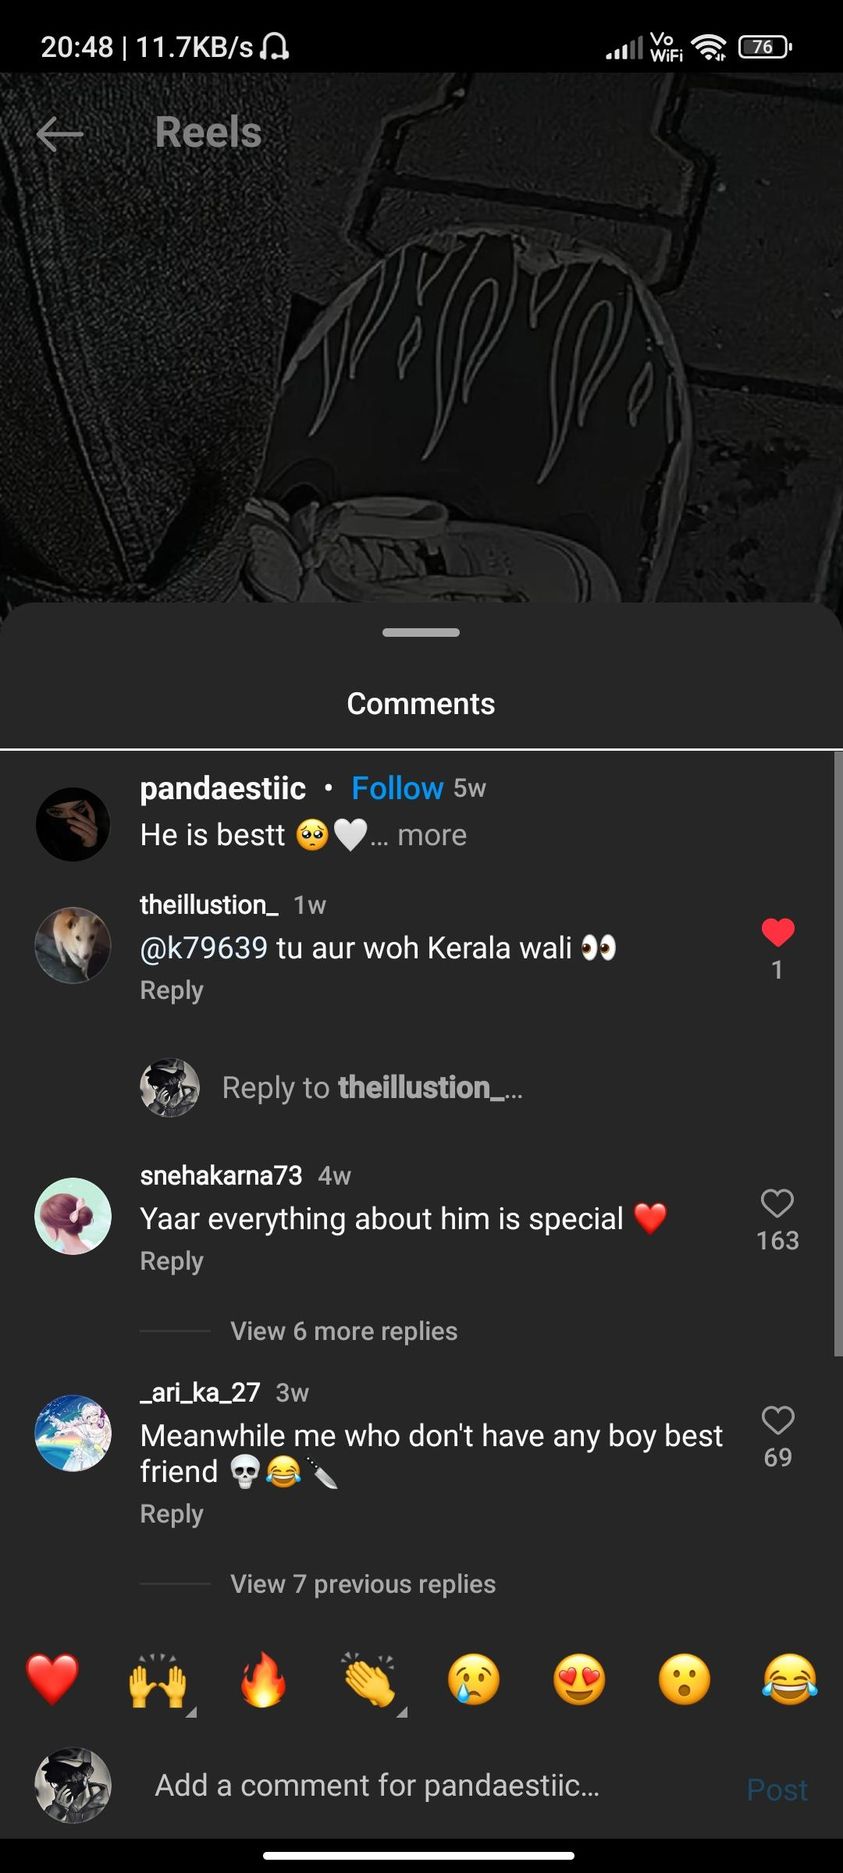 20:48 | 11.7KB/s
Vo
WiFi
76
Reels
Comments
pandaestiic • Follow 5w
He is bestt 🥺🤍... more
theillustion_ 1w
@k79639 tu aur woh Kerala wali 👀
1
Reply
Reply to theillustion_...
snehakarna73 4w
Yaar everything about him is special ❤️
163
Reply
View 6 more replies
_ari_ka_27 3w
Meanwhile me who don't have any boy best
friend 💀😂🔪
69
Reply
View 7 previous replies
❤️ 🙌 🔥 👏 😢 😍 😮 😂
Add a comment for pandaestiic...
Post